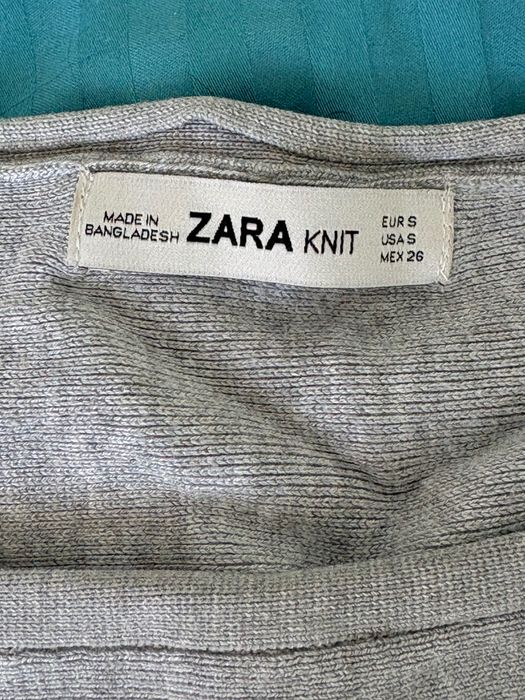 MADE IN
BANGLADESH
ZARA KNIT
EUR S
USA S
MEX 26